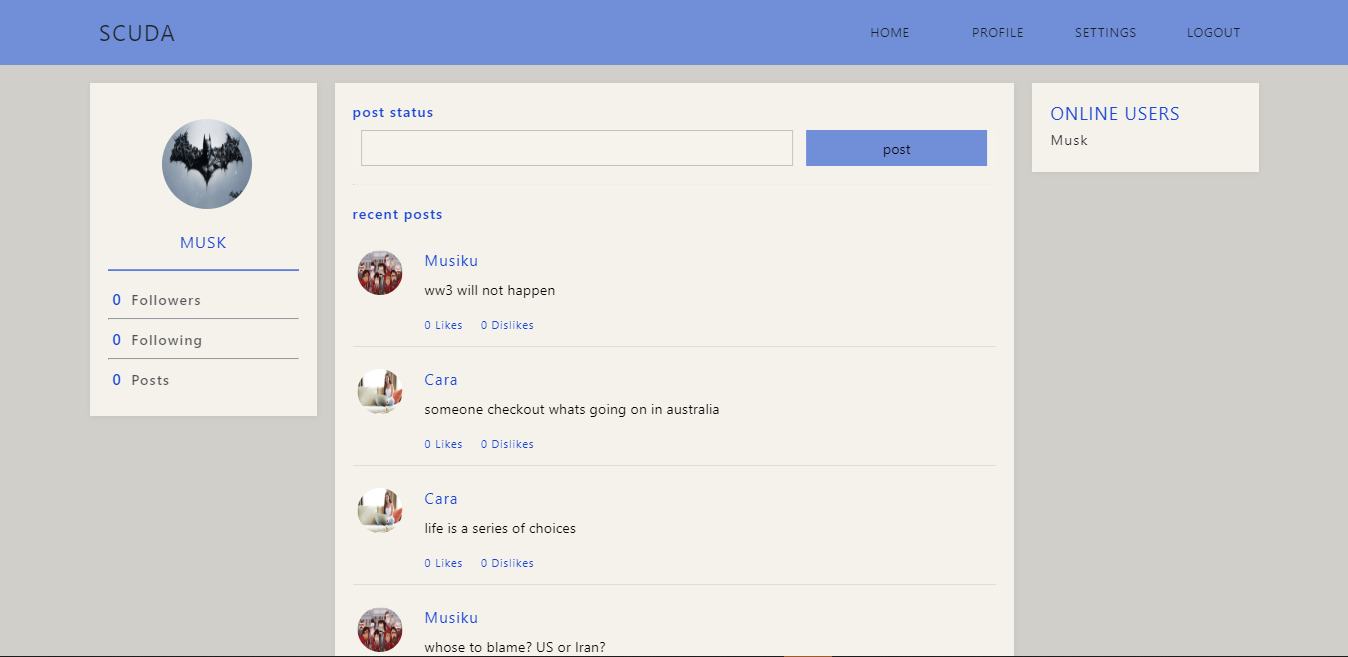 SCUDA
HOME PROFILE SETTINGS LOGOUT
MUSK
0 Followers
0 Following
0 Posts
post status
post
recent posts
Musiku
ww3 will not happen
0 Likes 0 Dislikes
Cara
someone checkout whats going on in australia
0 Likes 0 Dislikes
Cara
life is a series of choices
0 Likes 0 Dislikes
Musiku
whose to blame? US or Iran?
ONLINE USERS
Musk